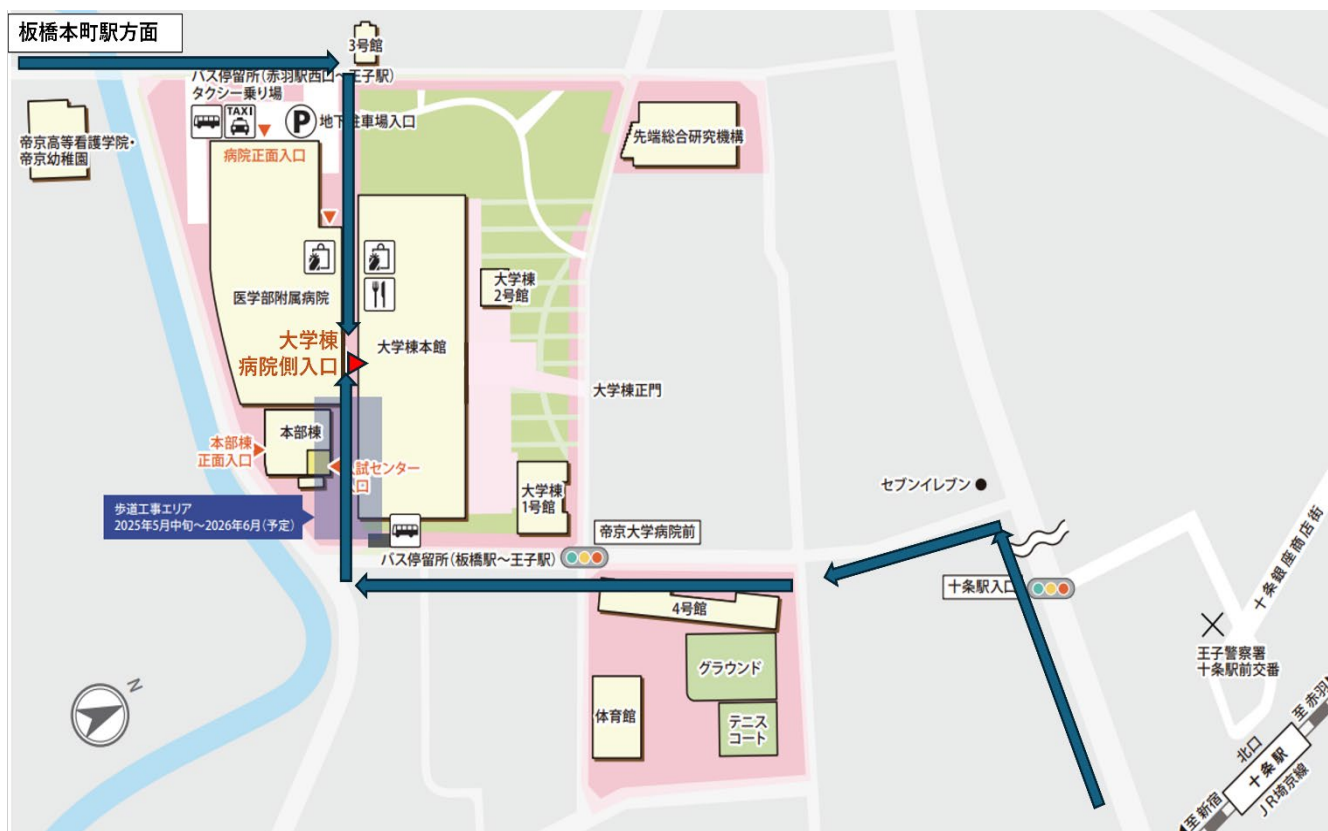 板橋本町駅方面
3号館
バス停留所(赤羽駅西口~王子駅)
タクシー乗り場
TAXI
P
地下駐車場入口
帝京高等看護学院・
帝京幼稚園
病院正面入口
先端総合研究機構
医学部附属病院
大学棟
2号館
大学棟
病院側入口
大学棟本館
大学棟正門
本部棟
本部棟
正面入口
試センター
口
大学棟
1号館
セブンイレブン
歩道工事エリア
2025年5月中旬~2026年6月(予定)
帝京大学病院前
バス停留所(板橋駅~王子駅)
十条駅入口
十条銀座商店街
4号館
グラウンド
王子警察署
十条駅前交番
体育館
テニス
コート
N
至赤羽
北口
十条駅
JR埼京線
至新宿